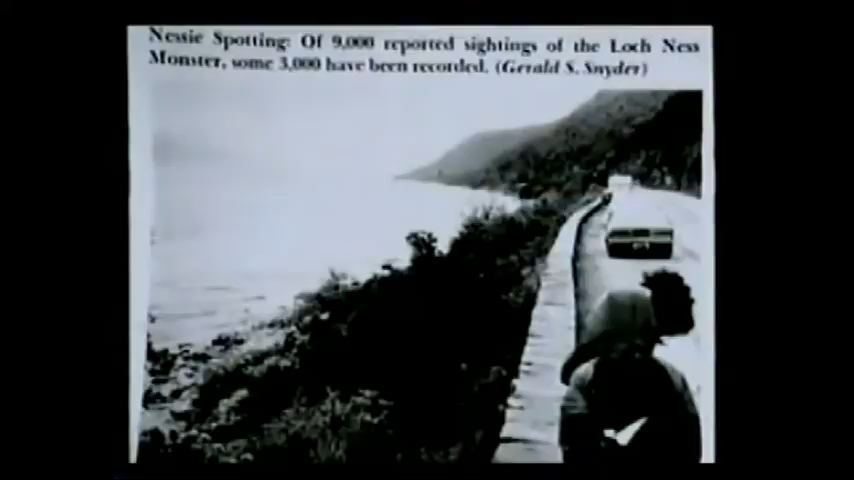 Nessie Spotting: Of 9,000 reported sightings of the Loch Ness
Monster, some 3,000 have been recorded. (Gerald S. Snyder)